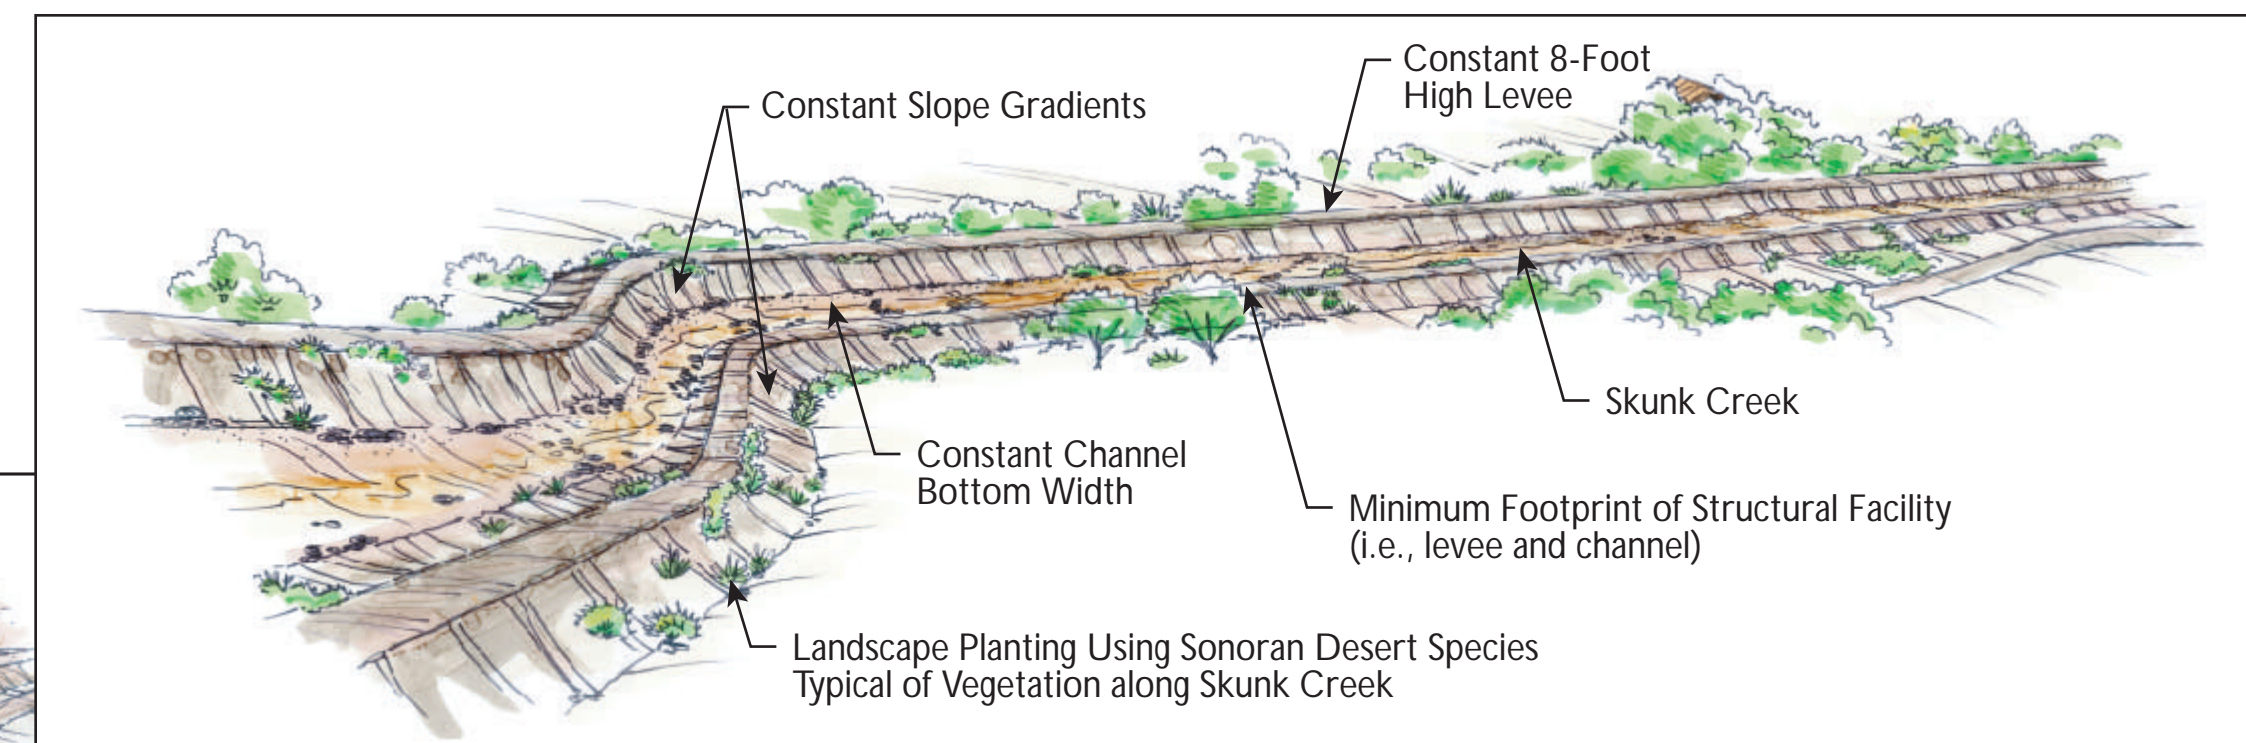 Constant 8-Foot
High Levee
Constant Slope Gradients
Skunk Creek
Constant Channel
Bottom Width
Minimum Footprint of Structural Facility
(i.e., levee and channel)
Landscape Planting Using Sonoran Desert Species
Typical of Vegetation along Skunk Creek